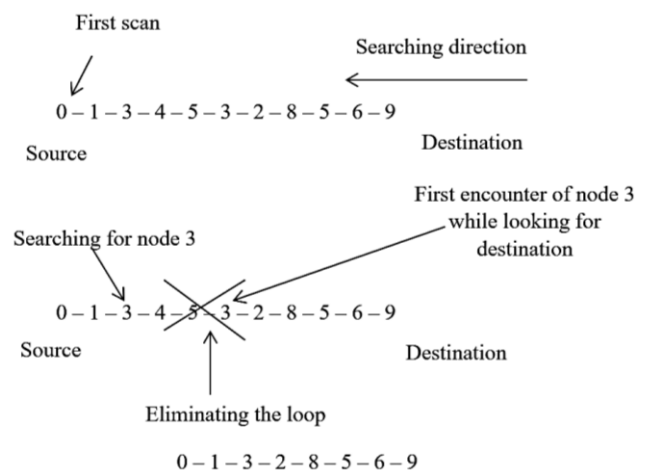 First scan
Searching direction
0 – 1 – 3 – 4 – 5 – 3 – 2 – 8 – 5 – 6 – 9
Source
Destination
First encounter of node 3
while looking for
destination
Searching for node 3
0 – 1 – 3 – 4 – 5 – 3 – 2 – 8 – 5 – 6 – 9
Source
Destination
Eliminating the loop
0 – 1 – 3 – 2 – 8 – 5 – 6 – 9